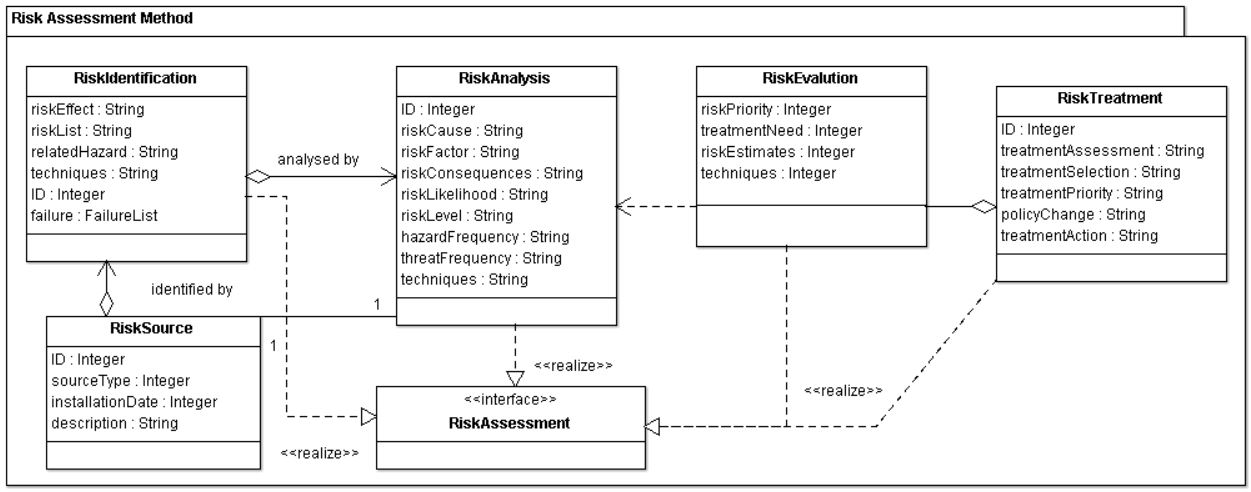 Risk Assessment Method
RiskIdentification
riskEffect : String
riskList : String
relatedHazard : String
techniques : String
ID : Integer
failure : FailureList
analysed by
RiskAnalysis
ID : Integer
riskCause : String
riskFactor : String
riskConsequences : String
riskLikelihood : String
riskLevel : String
hazardFrequency : String
threatFrequency : String
techniques : String
RiskEvalution
riskPriority : Integer
treatmentNeed : Integer
riskEstimates : Integer
techniques : Integer
RiskTreatment
ID : Integer
treatmentAssessment : String
treatmentSelection : String
treatmentPriority : String
policyChange : String
treatmentAction : String
identified by
1
1
RiskSource
ID : Integer
sourceType : Integer
installationDate : Integer
description : String
<<realize>>
<<realize>>
<<realize>>
<<interface>>
RiskAssessment